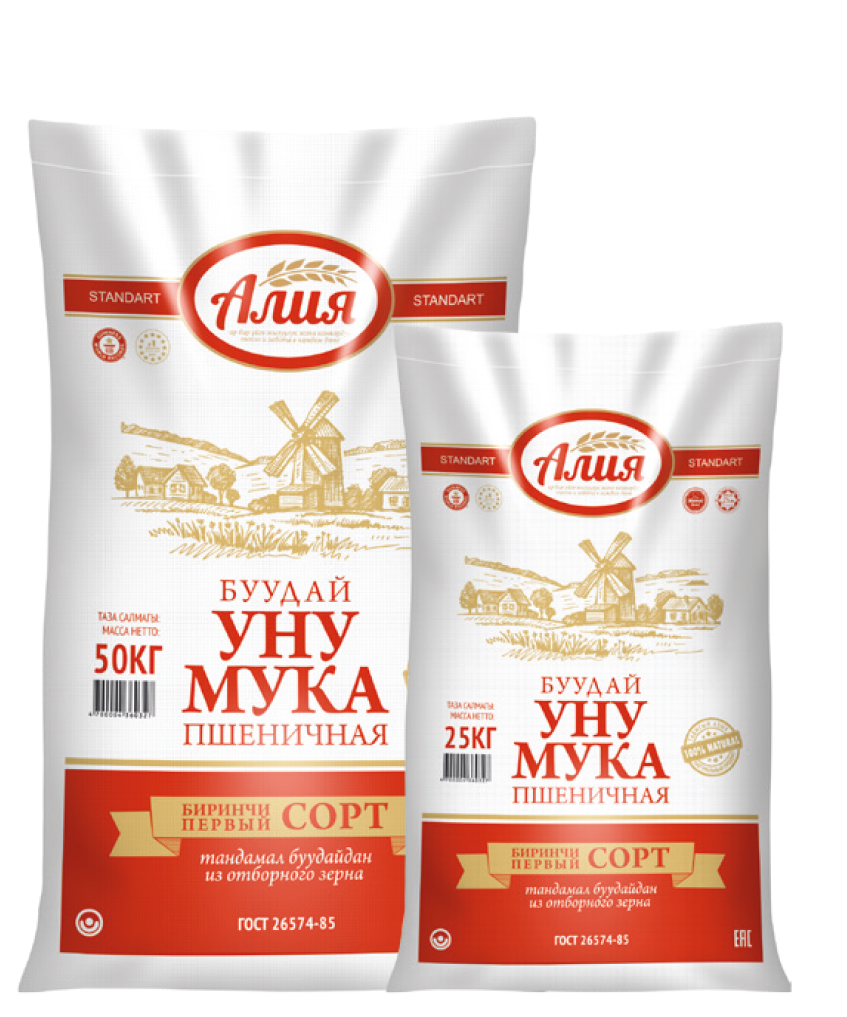 STANDART
Алия
STANDART
ТАЗА САЛМАГЫ:
МАССА НЕТТО:
50КГ
БУУДАЙ
УНУ
МУКА
ПШЕНИЧНАЯ
БИРИНЧИ
ПЕРВЫЙ
СОРТ
тандамал буудайдан
из отборного зерна
ГОСТ 26574-85
STANDART
Алия
STANDART
ТАЗА САЛМАГЫ:
МАССА НЕТТО:
25КГ
БУУДАЙ
УНУ
МУКА
ПШЕНИЧНАЯ
100% NATURAL
БИРИНЧИ
ПЕРВЫЙ
СОРТ
тандамал буудайдан
из отборного зерна
ГОСТ 26574-85
EAC